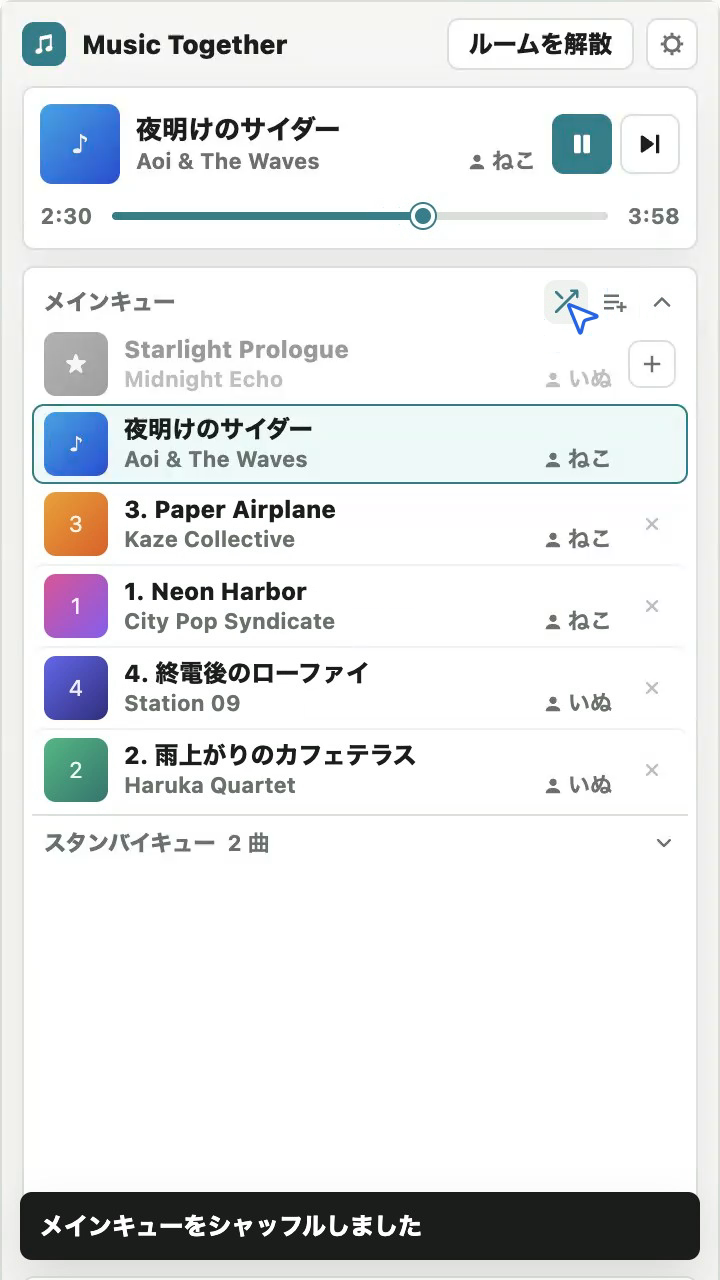 Music Together
ルームを解散
夜明けのサイダー
Aoi & The Waves
ねこ
2:30
3:58
メインキュー
Starlight Prologue
Midnight Echo
いぬ
夜明けのサイダー
Aoi & The Waves
ねこ
3
3. Paper Airplane
Kaze Collective
ねこ
1
1. Neon Harbor
City Pop Syndicate
ねこ
4
4. 終電後のローファイ
Station 09
いぬ
2
2. 雨上がりのカフェテラス
Haruka Quartet
いぬ
スタンバイキュー 2 曲
メインキューをシャッフルしました